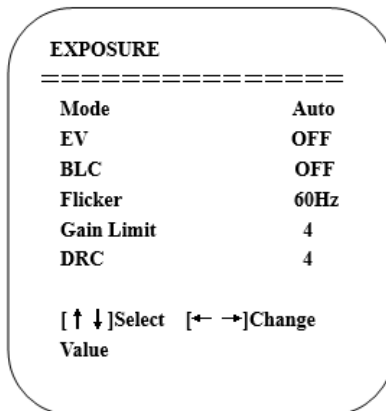 EXPOSURE
===============
Mode Auto
EV OFF
BLC OFF
Flicker 60Hz
Gain Limit 4
DRC 4
[↑ ↓]Select [← →]Change
Value